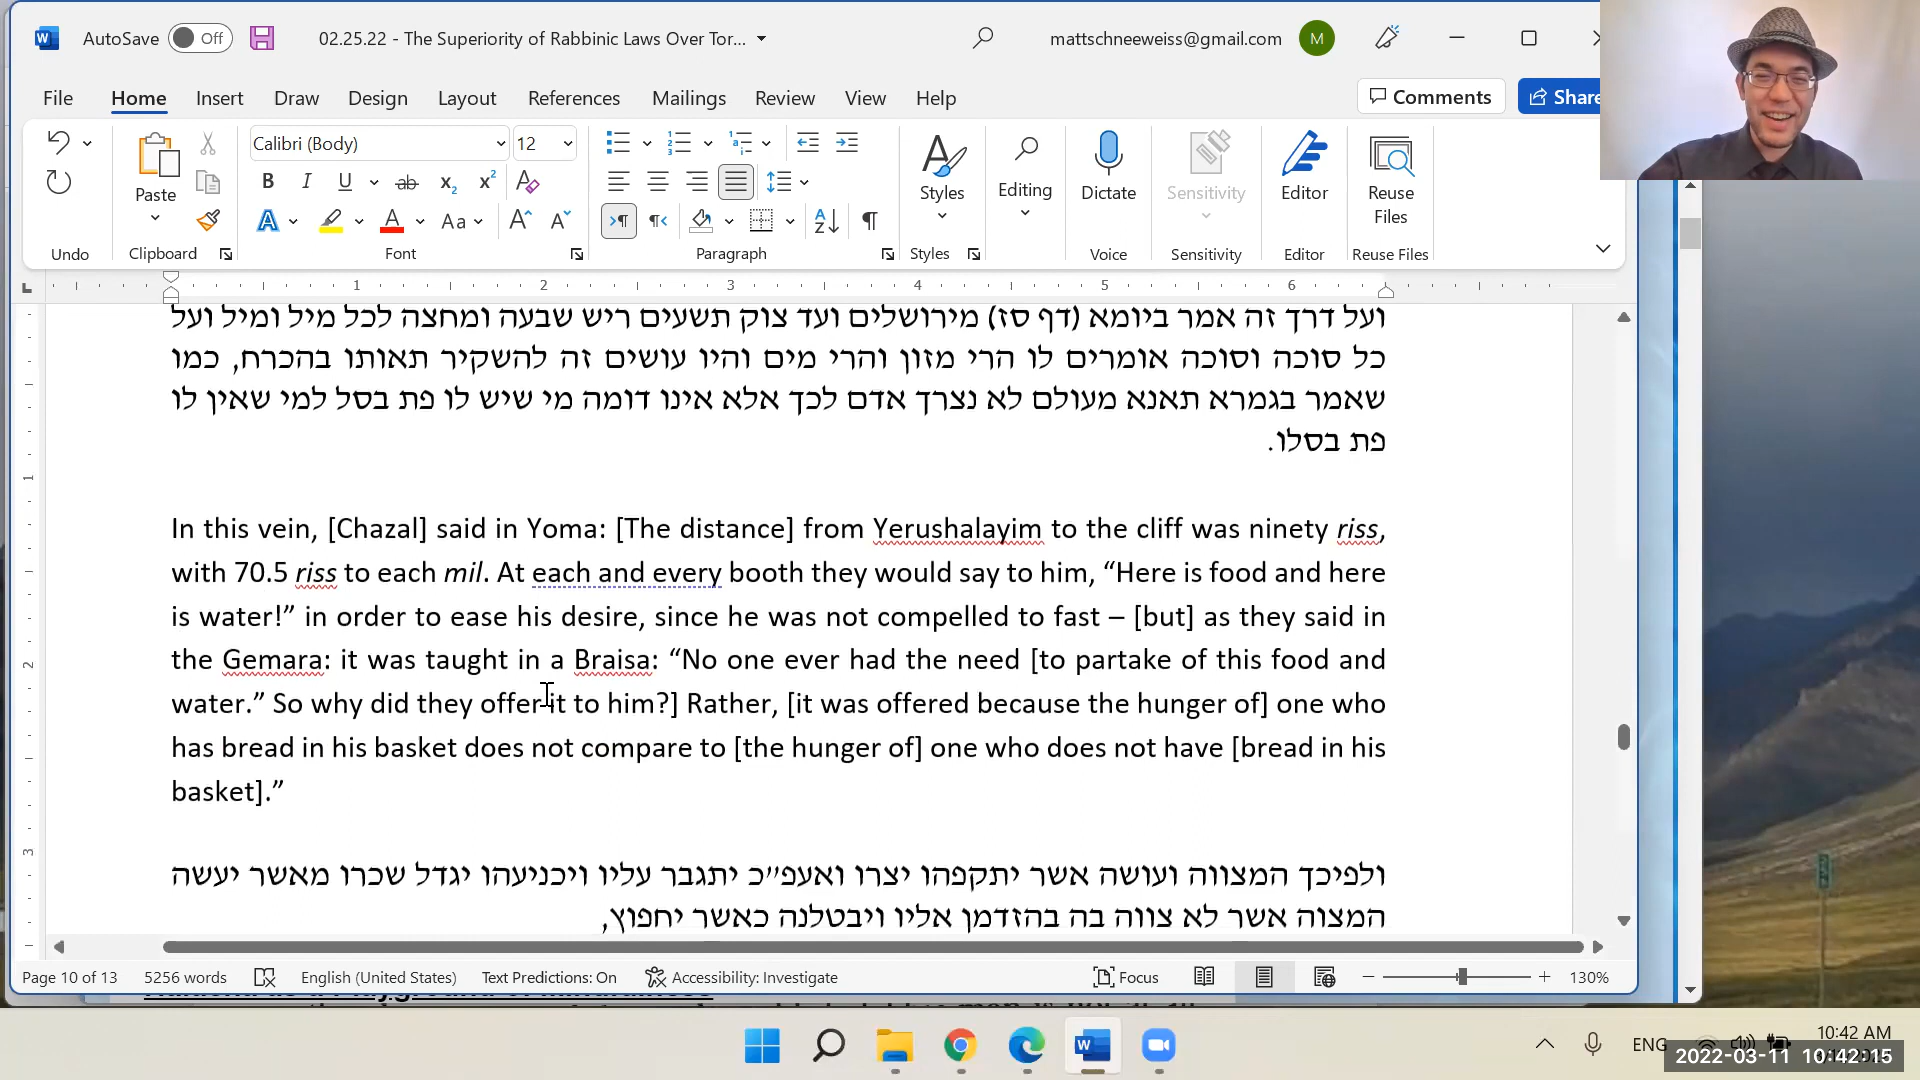 AutoSave Off 02.25.22 - The Superiority of Rabbinic Laws Over Tor... mattschneeweiss@gmail.com M
File Home Insert Draw Design Layout References Mailings Review View Help Comments Share
Calibri (Body) 12
Paste Styles Editing Dictate Sensitivity Editor Reuse Files
Undo Clipboard Font Paragraph Styles Voice Sensitivity Editor Reuse Files
1 2 3 4 5 6
ועל דרך זה אמר ביומא (דף סז) מירושלים ועד צוק תשעים ריש שבעה ומחצה לכל מיל ומיל ועל
כל סוכה וסוכה אומרים לו הרי מזון והרי מים והיו עושים זה להשקיר תאותו בהכרח, כמו
שאמר בגמרא תאנא מעולם לא נצרך אדם לכך אלא אינו דומה מי שיש לו פת בסל למי שאין לו
פת בסלו.
In this vein, [Chazal] said in Yoma: [The distance] from Yerushalayim to the cliff was ninety riss,
with 70.5 riss to each mil. At each and every booth they would say to him, “Here is food and here
is water!” in order to ease his desire, since he was not compelled to fast – [but] as they said in
the Gemara: it was taught in a Braisa: “No one ever had the need [to partake of this food and
water.” So why did they offer it to him?] Rather, [it was offered because the hunger of] one who
has bread in his basket does not compare to [the hunger of] one who does not have [bread in his
basket].”
ולפיכך המצווה ועושה אשר יתקפהו יצרו ואעפ״כ יתגבר עליו ויכניעהו יגדל שכרו מאשר יעשה
המצוה אשר לא צווה בה בהזדמן אליו ויבטלנה כאשר יחפוץ,
1
2
3
Page 10 of 13 5256 words English (United States) Text Predictions: On Accessibility: Investigate Focus 130%
ENG 10:42 AM
2022-03-11 10:42:15